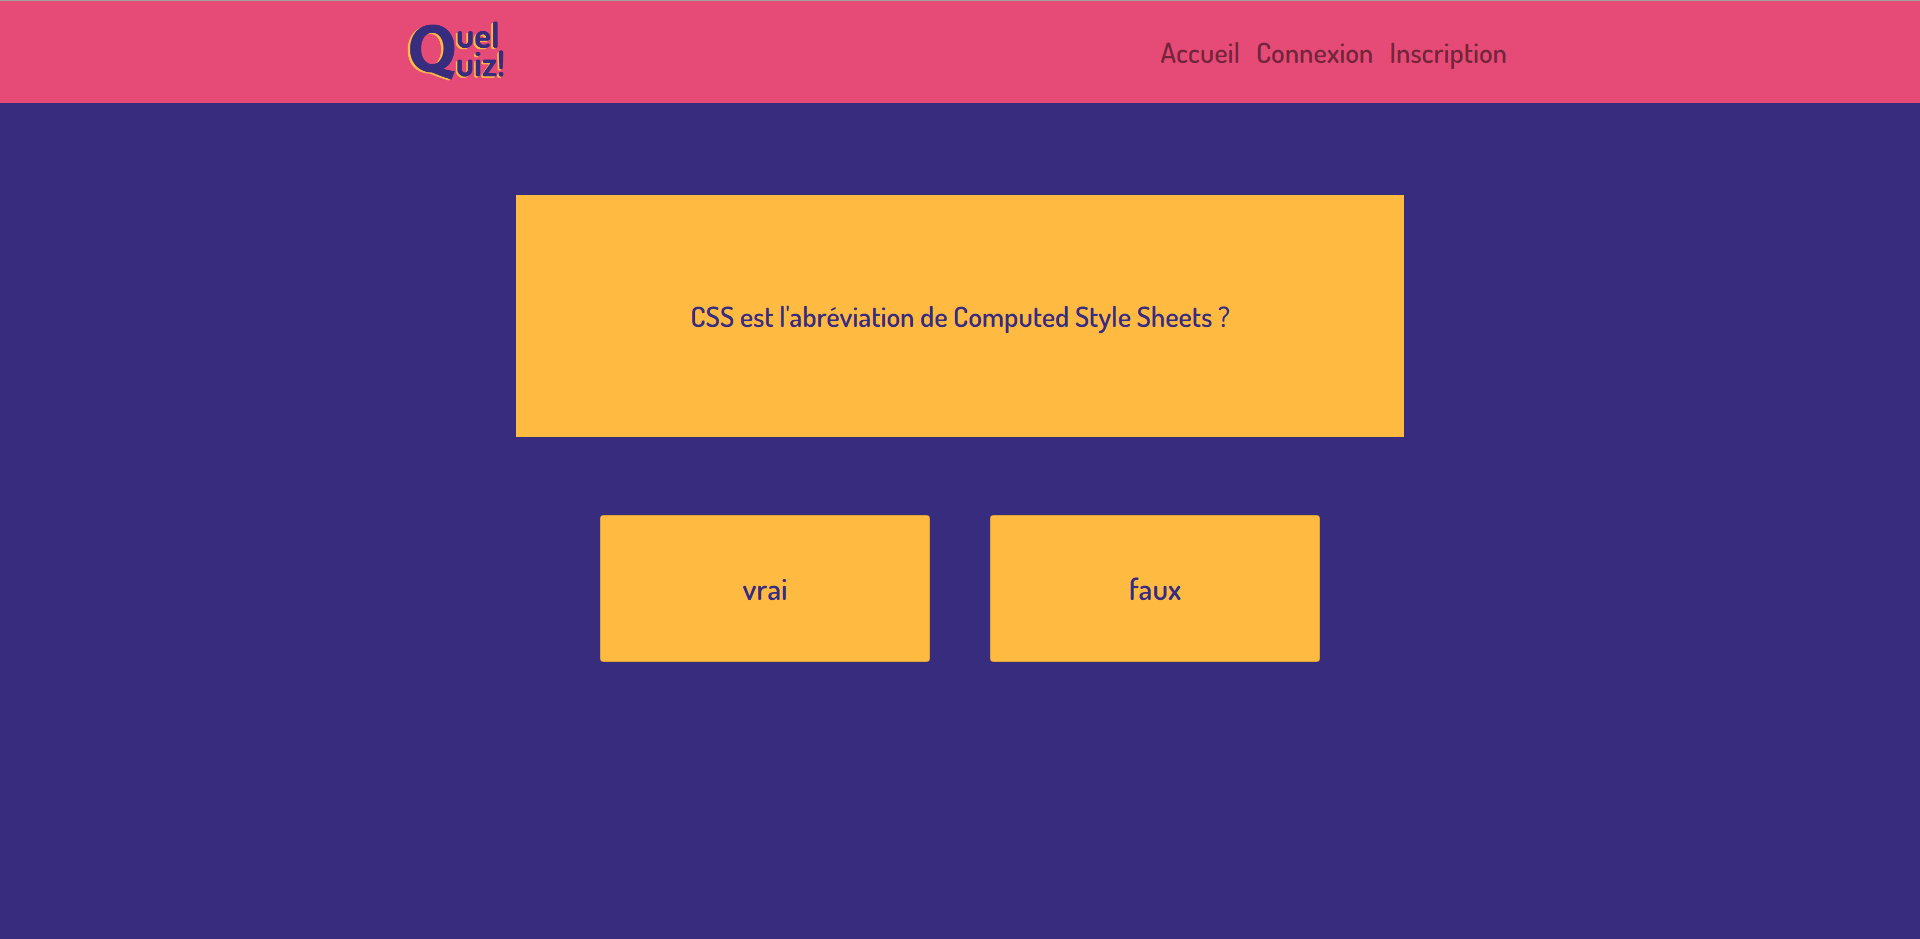 Quel
Quiz!
Accueil Connexion Inscription
CSS est l'abréviation de Computed Style Sheets ?
vrai faux